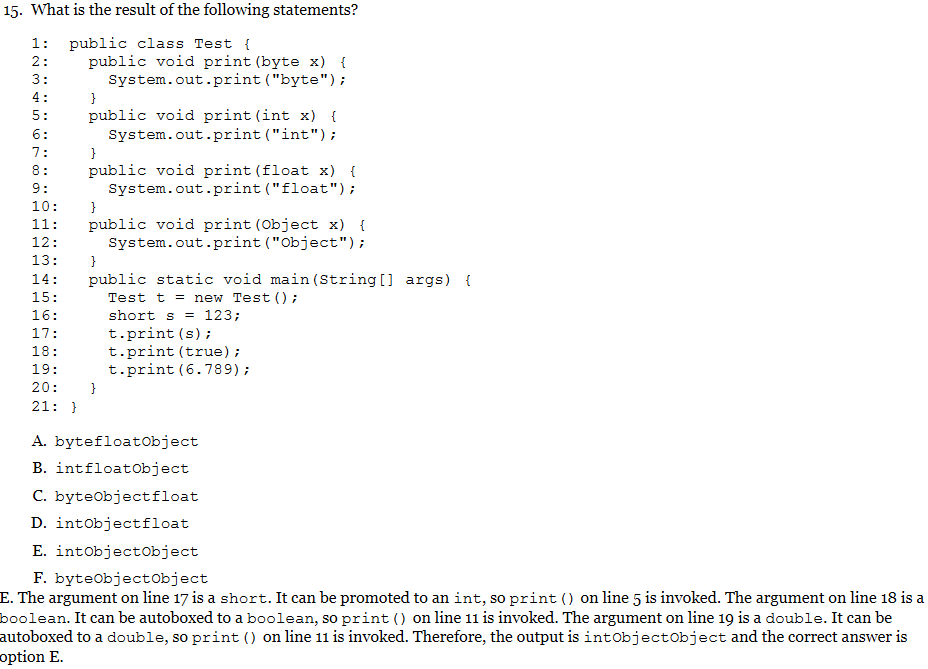 15. What is the result of the following statements?
1: public class Test {
2: public void print(byte x) {
3: System.out.print("byte");
4: }
5: public void print(int x) {
6: System.out.print("int");
7: }
8: public void print(float x) {
9: System.out.print("float");
10: }
11: public void print(Object x) {
12: System.out.print("Object");
13: }
14: public static void main(String[] args) {
15: Test t = new Test();
16: short s = 123;
17: t.print(s);
18: t.print(true);
19: t.print(6.789);
20: }
21: }
A. bytefloatObject
B. intfloatObject
C. byteObjectfloat
D. intObjectfloat
E. intObjectObject
F. byteObjectObject
E. The argument on line 17 is a short. It can be promoted to an int, so print() on line 5 is invoked. The argument on line 18 is a
boolean. It can be autoboxed to a boolean, so print() on line 11 is invoked. The argument on line 19 is a double. It can be
autoboxed to a double, so print() on line 11 is invoked. Therefore, the output is intObjectObject and the correct answer is
option E.